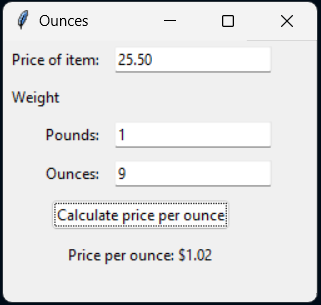 Ounces
Price of item: 25.50
Weight
Pounds: 1
Ounces: 9
Calculate price per ounce
Price per ounce: $1.02